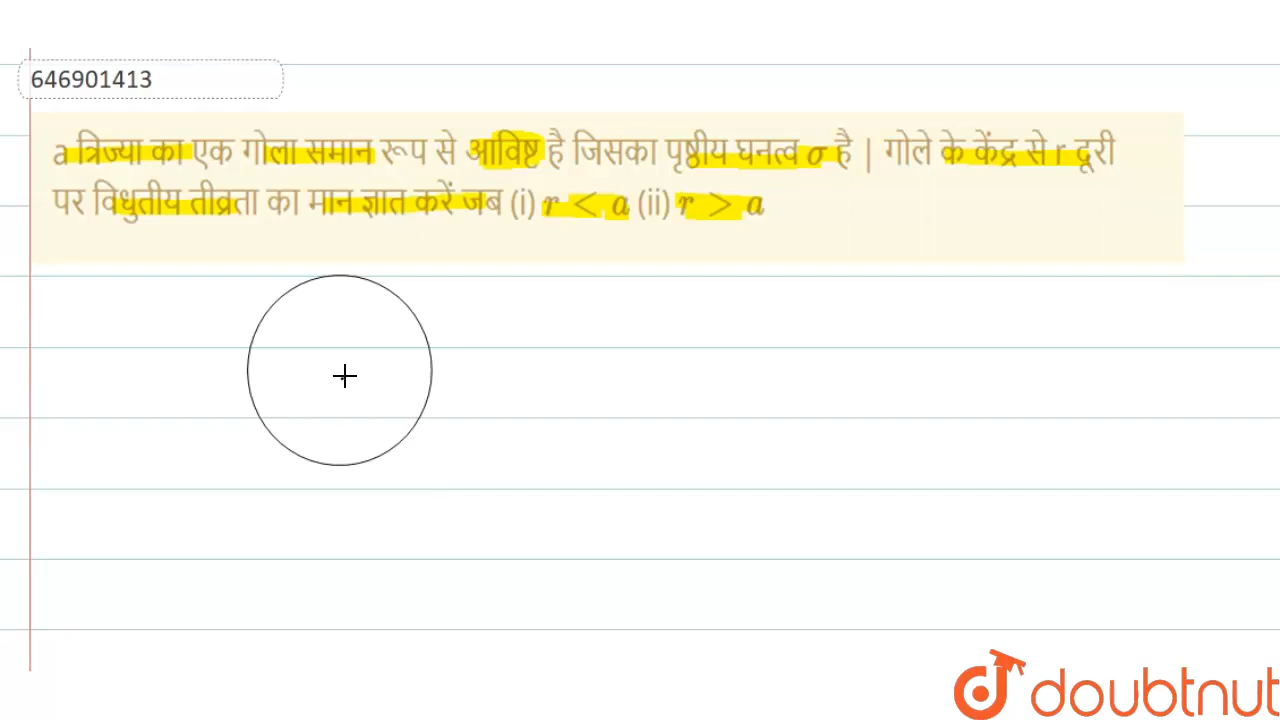 646901413
a त्रिज्या का एक गोला समान रूप से आविष्ट है जिसका पृष्ठीय घनत्व σ है | गोले के केंद्र से r दूरी
पर विधुतीय तीव्रता का मान ज्ञात करें जब (i) r < a (ii) r > a
doubtnut